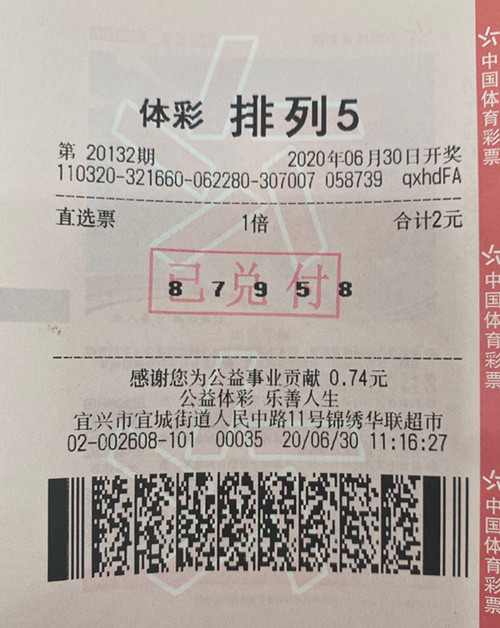 体彩 排列5
第 20132期 2020年06月30日开奖
110320-321660-062280-307007 058739 qxhdFA
直选票 1倍 合计2元
已兑付
8 7 9 5 8
感谢您为公益事业贡献 0.74元
公益体彩 乐善人生
宜兴市宜城街道人民中路11号锦绣华联超市
02-002608-101 00035 20/06/30 11:16:27
中国体育彩票
中国体育彩票
中国体育彩票